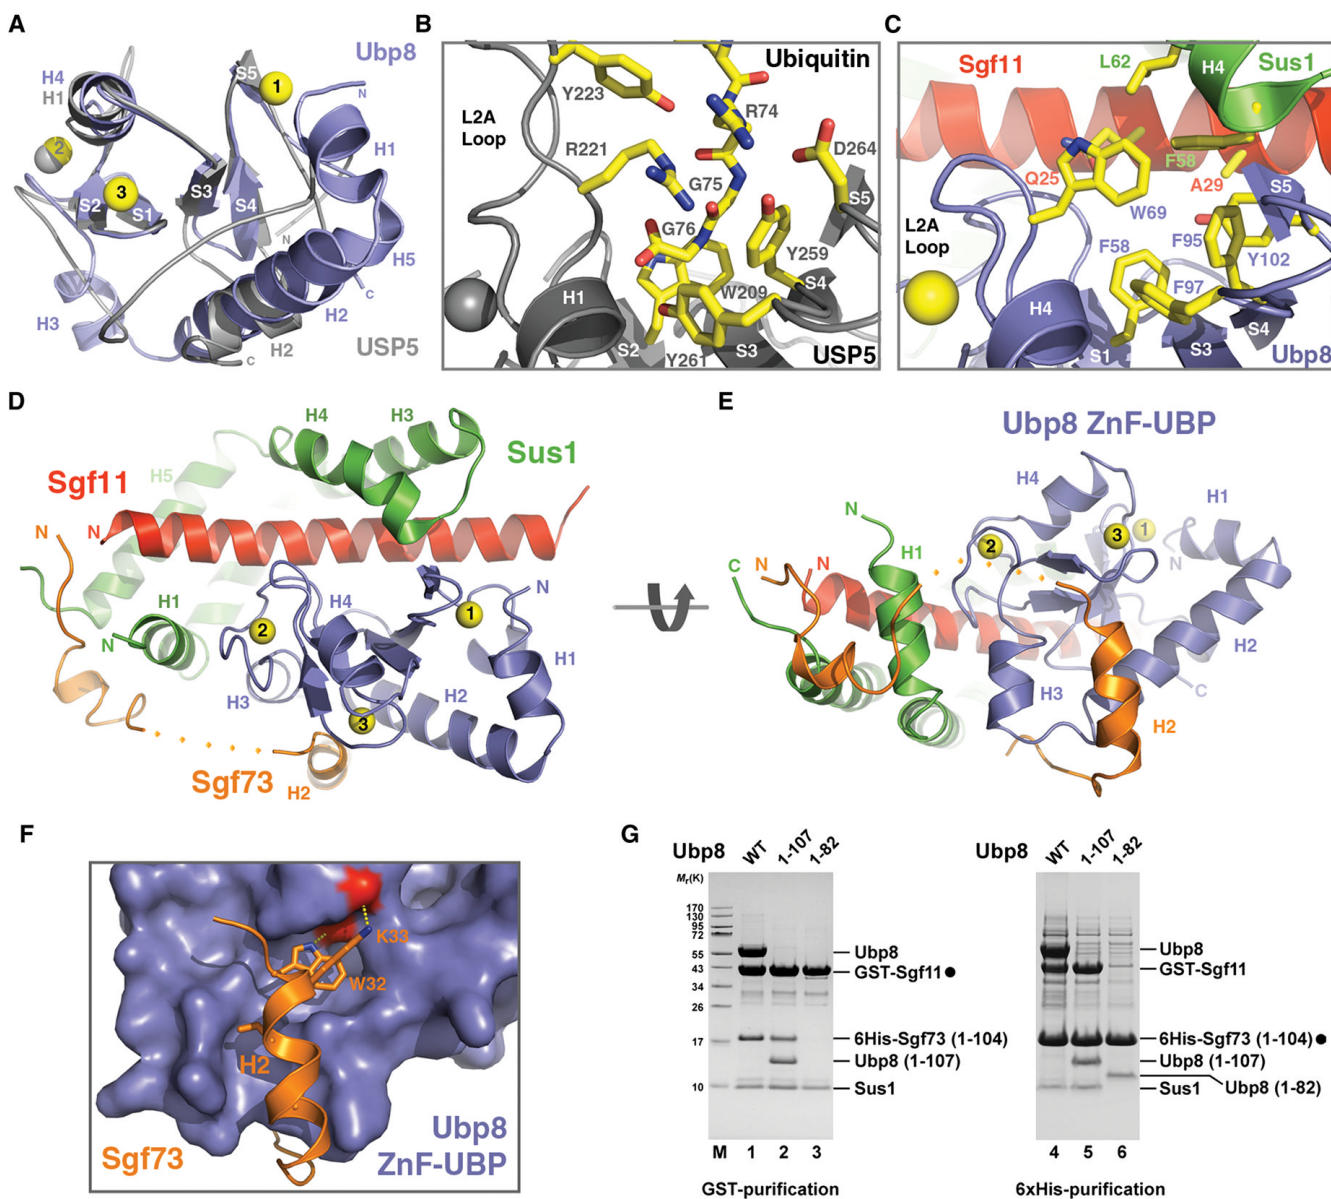 A
Ubp8
H4
H1
S5
1
N
2
H1
3
S3
S2
S1
S4
N
H5
C
H3
H2
H2
C
USP5
B
Ubiquitin
Y223
L2A
Loop
R74
R221
D264
G75
S5
G76
Y259
H1
W209
S4
S2
S3
Y261
USP5
C
L62
H4
Sgf11
Sus1
F58
Q25
A29
S5
W69
L2A
Loop
F95
F58
Y102
F97
H4
S4
S1
S3
Ubp8
D
H4
H3
Sus1
H5
Sgf11
N
N
H1
H4
N
1
2
N
H3
H2
H1
3
Sgf73
H2
E
Ubp8 ZnF-UBP
H4
H1
N
3
1
2
H1
N
C
N
N
H2
H3
C
H2
F
K33
W32
H2
Ubp8
Sgf73
ZnF-UBP
G
Ubp8
WT
1-107
1-82
Mr(K)
170
130
95
72
55
43
34
26
17
10
Ubp8
GST-Sgf11 ●
6His-Sgf73 (1-104)
Ubp8 (1-107)
Sus1
M 1 2 3
GST-purification
Ubp8
WT
1-107
1-82
Ubp8
GST-Sgf11
6His-Sgf73 (1-104) ●
Ubp8 (1-107)
Sus1
Ubp8 (1-82)
4 5 6
6xHis-purification